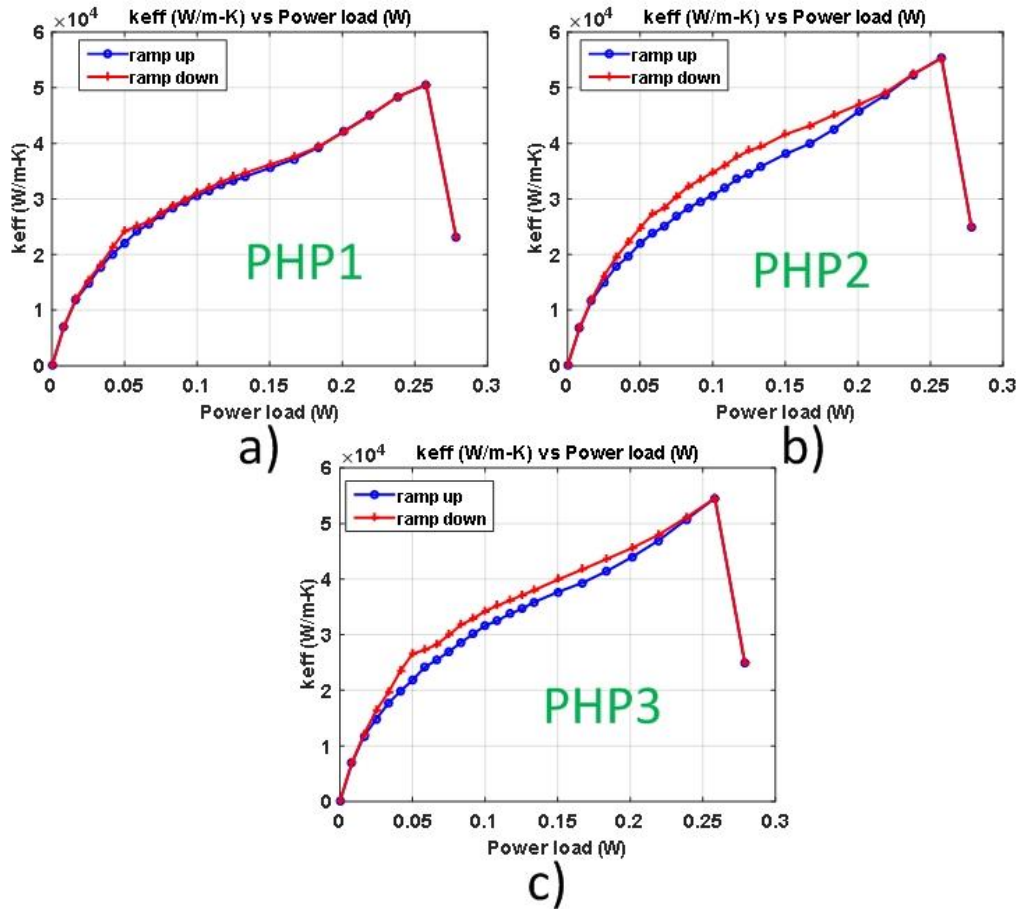 keff (W/m-K) vs Power load (W)
×10⁴
6
5
4
3
2
1
0
keff (W/m-K)
ramp up
ramp down
PHP1
0 0.05 0.1 0.15 0.2 0.25 0.3
Power load (W)
a)
keff (W/m-K) vs Power load (W)
×10⁴
6
5
4
3
2
1
0
keff (W/m-K)
ramp up
ramp down
PHP2
0 0.05 0.1 0.15 0.2 0.25 0.3
Power load (W)
b)
keff (W/m-K) vs Power load (W)
×10⁴
6
5
4
3
2
1
0
keff (W/m-K)
ramp up
ramp down
PHP3
0 0.05 0.1 0.15 0.2 0.25 0.3
Power load (W)
c)